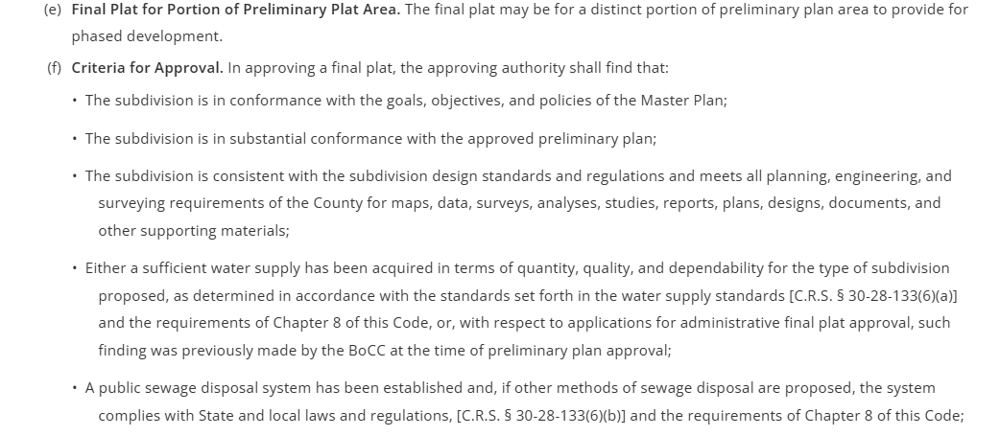 (e) Final Plat for Portion of Preliminary Plat Area. The final plat may be for a distinct portion of preliminary plan area to provide for
phased development.
(f) Criteria for Approval. In approving a final plat, the approving authority shall find that:
• The subdivision is in conformance with the goals, objectives, and policies of the Master Plan;
• The subdivision is in substantial conformance with the approved preliminary plan;
• The subdivision is consistent with the subdivision design standards and regulations and meets all planning, engineering, and
surveying requirements of the County for maps, data, surveys, analyses, studies, reports, plans, designs, documents, and
other supporting materials;
• Either a sufficient water supply has been acquired in terms of quantity, quality, and dependability for the type of subdivision
proposed, as determined in accordance with the standards set forth in the water supply standards [C.R.S. § 30-28-133(6)(a)]
and the requirements of Chapter 8 of this Code, or, with respect to applications for administrative final plat approval, such
finding was previously made by the BoCC at the time of preliminary plan approval;
• A public sewage disposal system has been established and, if other methods of sewage disposal are proposed, the system
complies with State and local laws and regulations, [C.R.S. § 30-28-133(6)(b)] and the requirements of Chapter 8 of this Code;